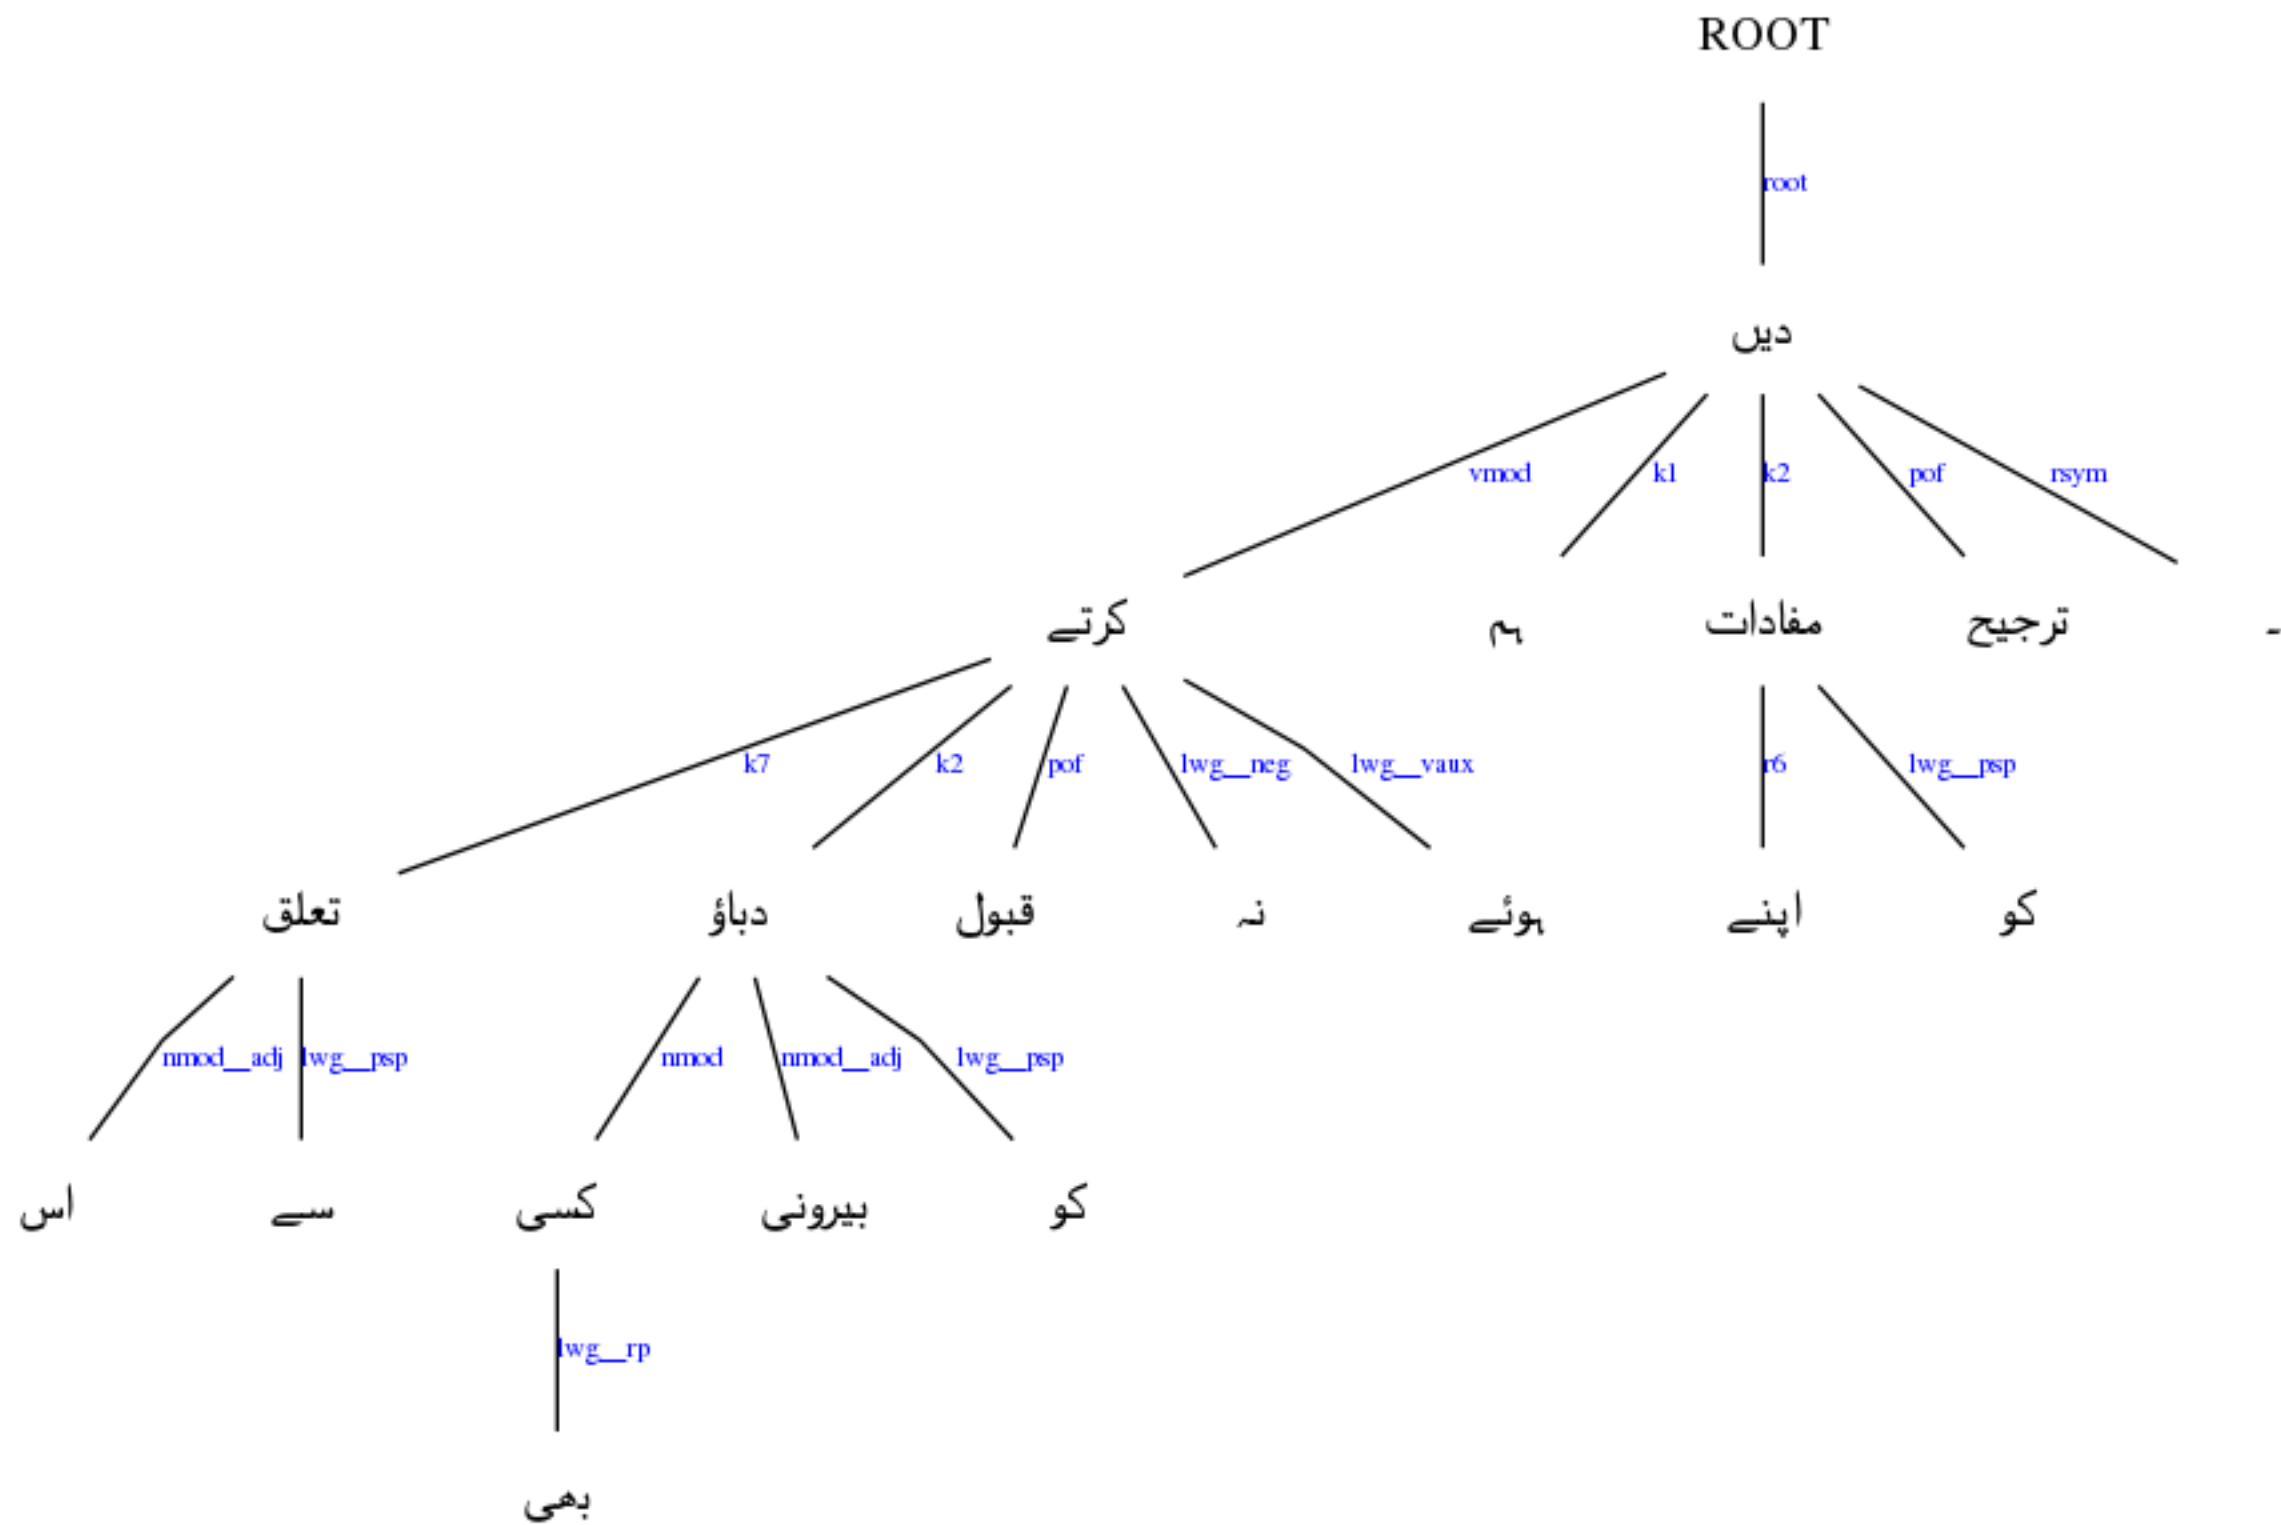 ROOT
root
دیں
vmod k1 k2 pof rsym
کرتے ہم مفادات ترجیح ۔
k7 k2 pof lwg__neg lwg__vaux r6 lwg__psp
تعلق دباؤ قبول نہ ہوئے اپنے کو
nmod__adj lwg__psp nmod nmod__adj lwg__psp
اس سے کسی بیرونی کو
lwg__rp
بھی